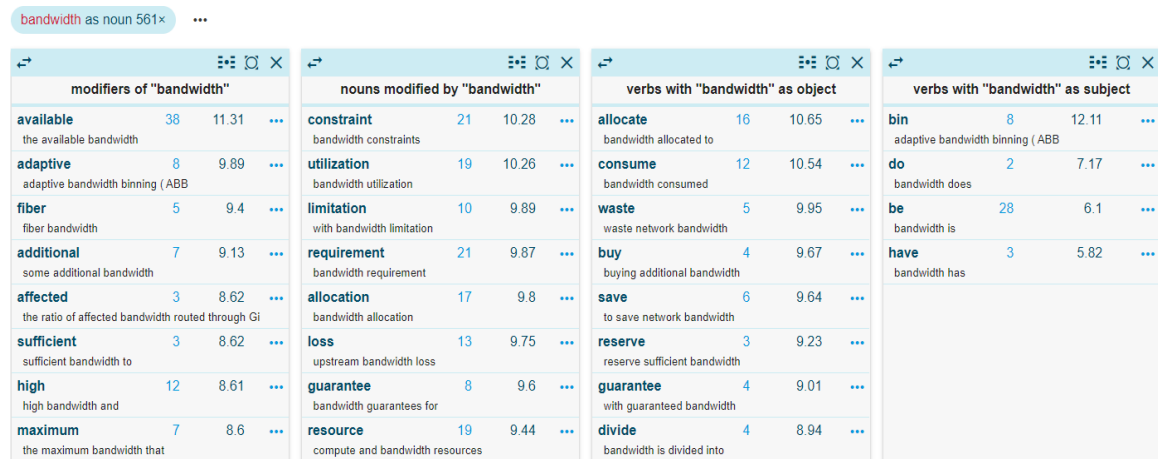 bandwidth as noun 561× •••
modifiers of "bandwidth"
available 38 11.31 •••
the available bandwidth
adaptive 8 9.89 •••
adaptive bandwidth binning ( ABB
fiber 5 9.4 •••
fiber bandwidth
additional 7 9.13 •••
some additional bandwidth
affected 3 8.62 •••
the ratio of affected bandwidth routed through Gi
sufficient 3 8.62 •••
sufficient bandwidth to
high 12 8.61 •••
high bandwidth and
maximum 7 8.6 •••
the maximum bandwidth that
nouns modified by "bandwidth"
constraint 21 10.28 •••
bandwidth constraints
utilization 19 10.26 •••
bandwidth utilization
limitation 10 9.89 •••
with bandwidth limitation
requirement 21 9.87 •••
bandwidth requirement
allocation 17 9.8 •••
bandwidth allocation
loss 13 9.75 •••
upstream bandwidth loss
guarantee 8 9.6 •••
bandwidth guarantees for
resource 19 9.44 •••
compute and bandwidth resources
verbs with "bandwidth" as object
allocate 16 10.65 •••
bandwidth allocated to
consume 12 10.54 •••
bandwidth consumed
waste 5 9.95 •••
waste network bandwidth
buy 4 9.67 •••
buying additional bandwidth
save 6 9.64 •••
to save network bandwidth
reserve 3 9.23 •••
reserve sufficient bandwidth
guarantee 4 9.01 •••
with guaranteed bandwidth
divide 4 8.94 •••
bandwidth is divided into
verbs with "bandwidth" as subject
bin 8 12.11 •••
adaptive bandwidth binning ( ABB
do 2 7.17 •••
bandwidth does
be 28 6.1 •••
bandwidth is
have 3 5.82 •••
bandwidth has